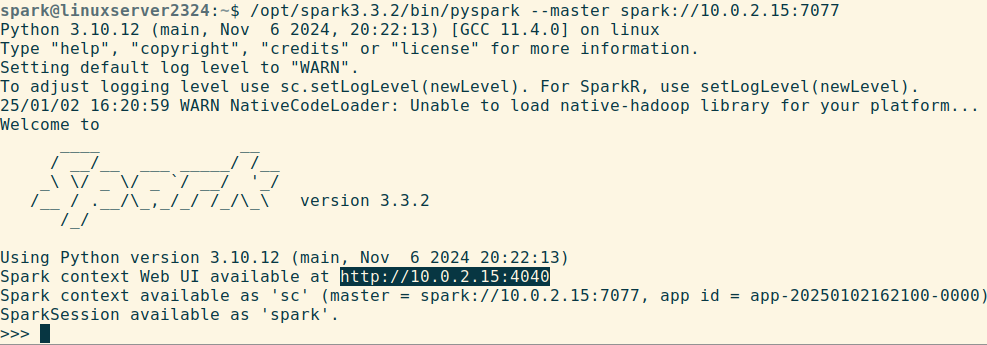 spark@linuxserver2324:~$ /opt/spark3.3.2/bin/pyspark --master spark://10.0.2.15:7077
Python 3.10.12 (main, Nov  6 2024, 20:22:13) [GCC 11.4.0] on linux
Type "help", "copyright", "credits" or "license" for more information.
Setting default log level to "WARN".
To adjust logging level use sc.setLogLevel(newLevel). For SparkR, use setLogLevel(newLevel).
25/01/02 16:20:59 WARN NativeCodeLoader: Unable to load native-hadoop library for your platform...
Welcome to
      ____              __
     / __/__  ___ _____/ /__
    _\ \/ _ \/ _ `/ __/  '_/
   /__ / .__/\_,_/_/ /_/\_\   version 3.3.2
      /_/
Using Python version 3.10.12 (main, Nov  6 2024 20:22:13)
Spark context Web UI available at http://10.0.2.15:4040
Spark context available as 'sc' (master = spark://10.0.2.15:7077, app id = app-20250102162100-0000)
SparkSession available as 'spark'.
>>>